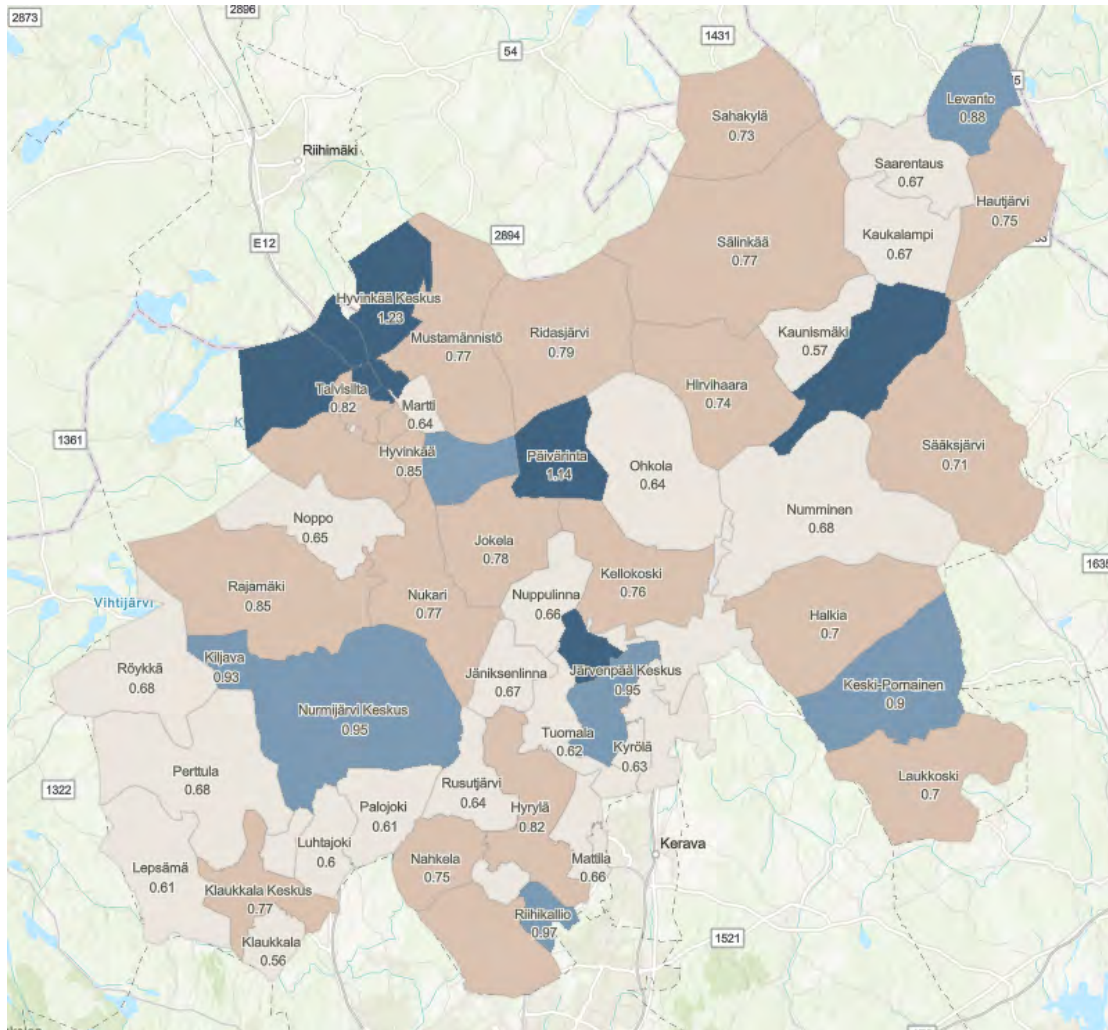 2873
2896
54
1431
Levanto
0.88
Sahakylä
0.73
Riihimäki
Saarentaus
0.67
Hautjärvi
0.75
E12
2894
Sälinkää
0.77
Kaukalampi
0.67
Hyvinkää Keskus
1.23
Mustamännistö
0.77
Ridasjärvi
0.79
Kaunismäki
0.57
Hirvihaara
0.74
Talvisilta
0.82
Martti
0.64
1361
Hyvinkää
0.85
Päivärinta
1.14
Ohkola
0.64
Sääksjärvi
0.71
Noppo
0.65
Numminen
0.68
Jokela
0.78
1635
Rajamäki
0.85
Nukari
0.77
Kellokoski
0.76
Nuppulinna
0.66
Vihtijärvi
Halkia
0.7
Röykkä
0.68
Kiljava
0.93
Jäniksenlinna
0.67
Järvenpää Keskus
0.95
Keski-Pornainen
0.9
Nurmijärvi Keskus
0.95
Tuomala
0.62
Kyrölä
0.63
Perttula
0.68
Laukkoski
0.7
1322
Rusutjärvi
0.64
Palojoki
0.61
Hyrylä
0.82
Luhtajoki
0.6
Kerava
Lepsämä
0.61
Nahkela
0.75
Mattila
0.66
Klaukkala Keskus
0.77
Riihikallio
0.97
Klaukkala
0.56
1521